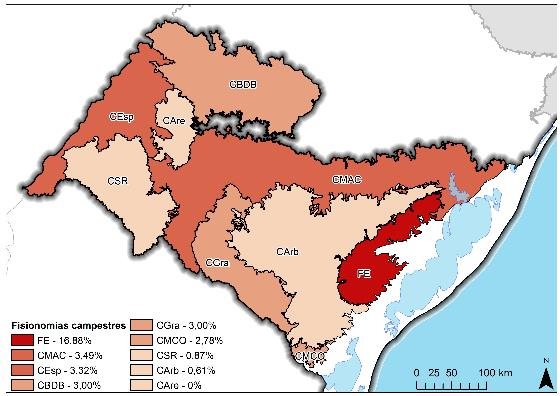 CBDB
CEsp
CAre
CSR
CMAC
CGra
CArb
FE
CMCO
Fisionomias campestres
FE - 16.88%
CMAC - 3.49%
CEsp - 3.32%
CBDB - 3,00%
CGra - 3,00%
CMCO - 2,78%
CSR - 0.87%
CArb - 0,61%
CAre - 0%
0 25 50 100 km
N